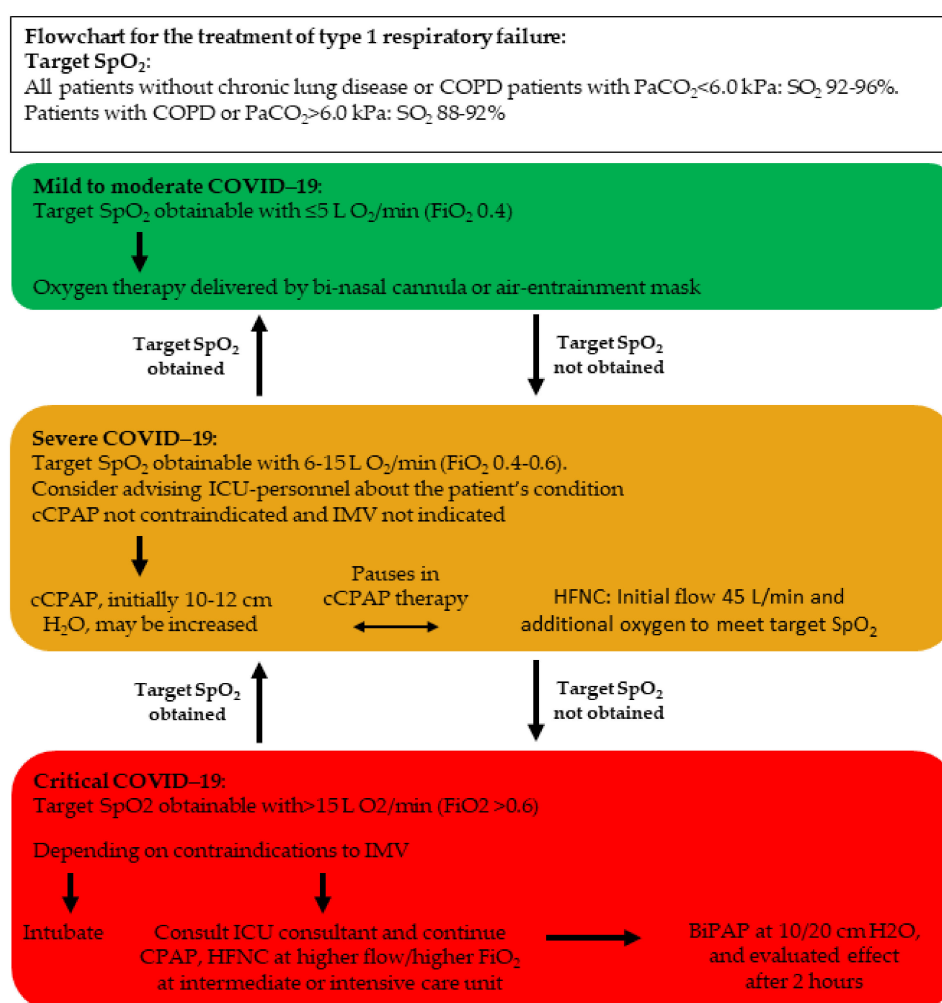 Flowchart for the treatment of type 1 respiratory failure:
Target SpO₂:
All patients without chronic lung disease or COPD patients with PaCO₂<6.0 kPa: SO₂ 92-96%.
Patients with COPD or PaCO₂>6.0 kPa: SO₂ 88-92%
Mild to moderate COVID–19:
Target SpO₂ obtainable with ≤5 L O₂/min (FiO₂ 0.4)
Oxygen therapy delivered by bi-nasal cannula or air-entrainment mask
Target SpO₂
obtained
Target SpO₂
not obtained
Severe COVID–19:
Target SpO₂ obtainable with 6-15 L O₂/min (FiO₂ 0.4-0.6).
Consider advising ICU-personnel about the patient's condition
cCPAP not contraindicated and IMV not indicated
cCPAP, initially 10-12 cm
H₂O, may be increased
Pauses in
cCPAP therapy
HFNC: Initial flow 45 L/min and
additional oxygen to meet target SpO₂
Target SpO₂
obtained
Target SpO₂
not obtained
Critical COVID–19:
Target SpO2 obtainable with>15 L O2/min (FiO2 >0.6)
Depending on contraindications to IMV
Intubate
Consult ICU consultant and continue
CPAP, HFNC at higher flow/higher FiO₂
at intermediate or intensive care unit
BiPAP at 10/20 cm H2O,
and evaluated effect
after 2 hours